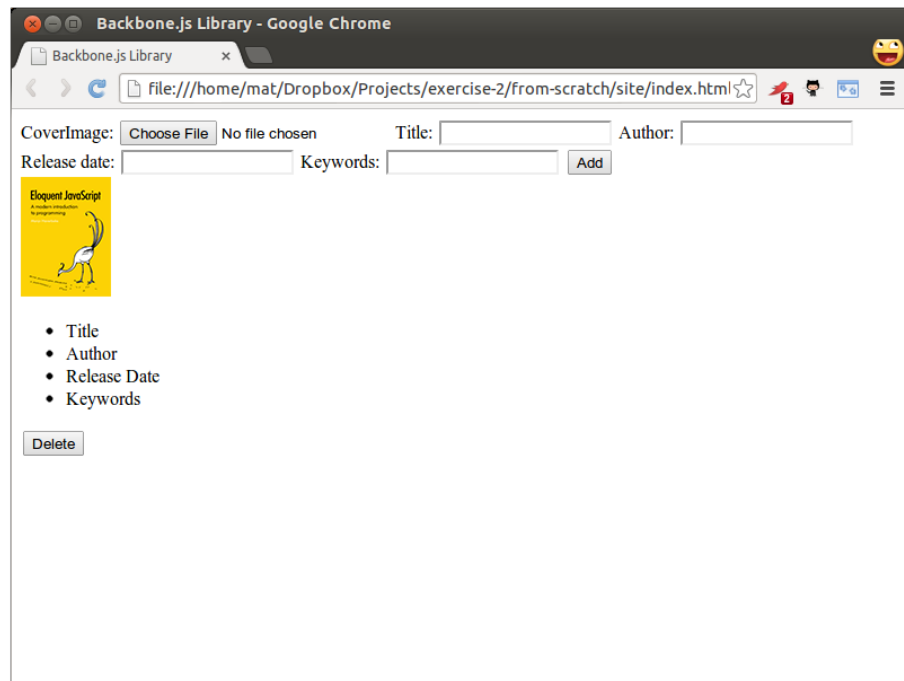 Backbone.js Library - Google Chrome
Backbone.js Library
file:///home/mat/Dropbox/Projects/exercise-2/from-scratch/site/index.html
2
CoverImage: Choose File No file chosen Title: Author:
Release date: Keywords: Add
Eloquent JavaScript
A modern introduction
to programming
Title
Author
Release Date
Keywords
Delete